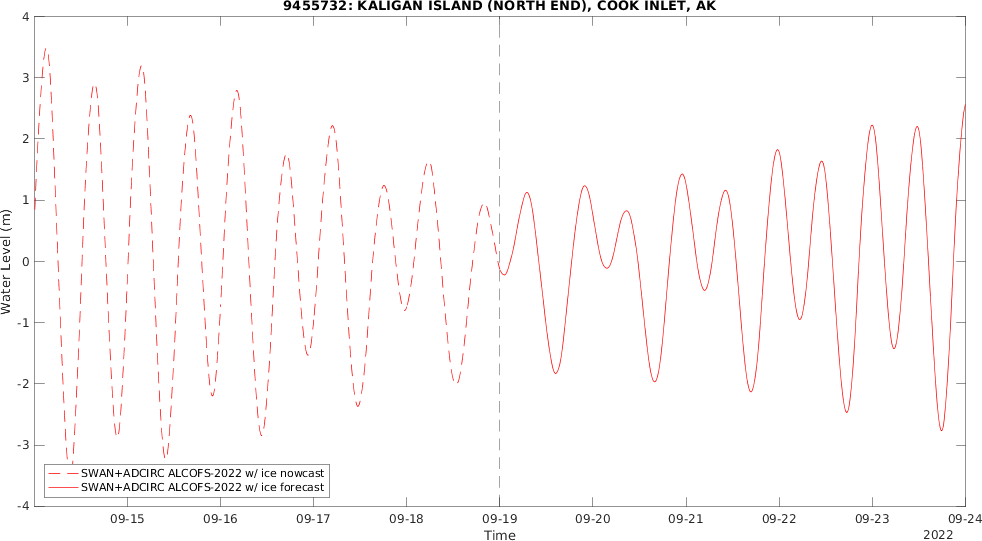 9455732: KALIGAN ISLAND (NORTH END), COOK INLET, AK
4
3
2
1
0
-1
-2
-3
-4
Water Level (m)
SWAN+ADCIRC ALCOFS-2022 w/ ice nowcast
SWAN+ADCIRC ALCOFS-2022 w/ ice forecast
09-15 09-16 09-17 09-18 09-19 09-20 09-21 09-22 09-23 09-24
Time
2022